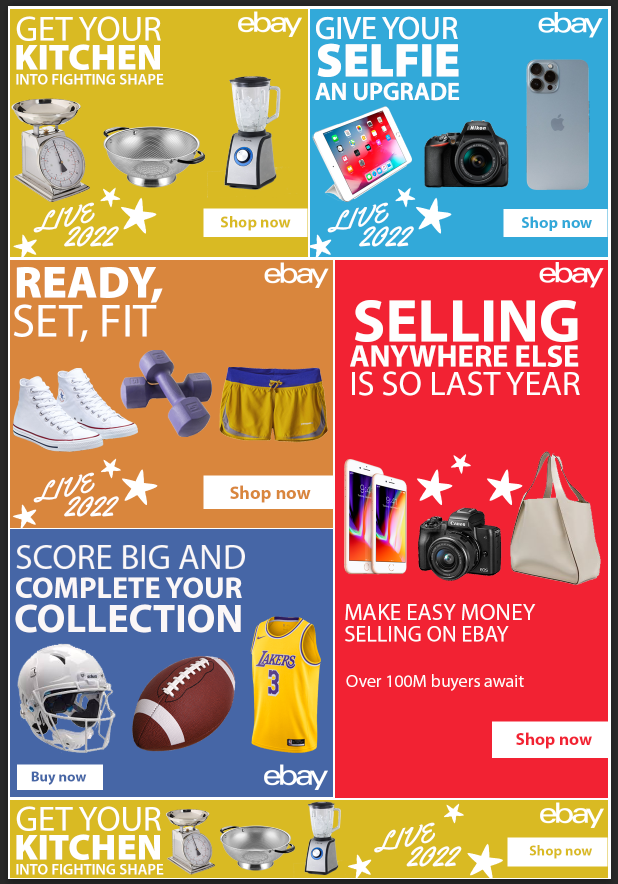 GET YOUR
KITCHEN
INTO FIGHTING SHAPE
ebay
LIVE
2022
Shop now
GIVE YOUR
SELFIE
AN UPGRADE
ebay
Nikon
LIVE
2022
Shop now
READY,
SET, FIT
ebay
LIVE
2022
Shop now
SELLING
ANYWHERE ELSE
IS SO LAST YEAR
ebay
Canon
EOS
MAKE EASY MONEY
SELLING ON EBAY
Over 100M buyers await
Shop now
SCORE BIG AND
COMPLETE YOUR
COLLECTION
LAKERS
3
Buy now
ebay
GET YOUR
KITCHEN
INTO FIGHTING SHAPE
LIVE
2022
ebay
Shop now